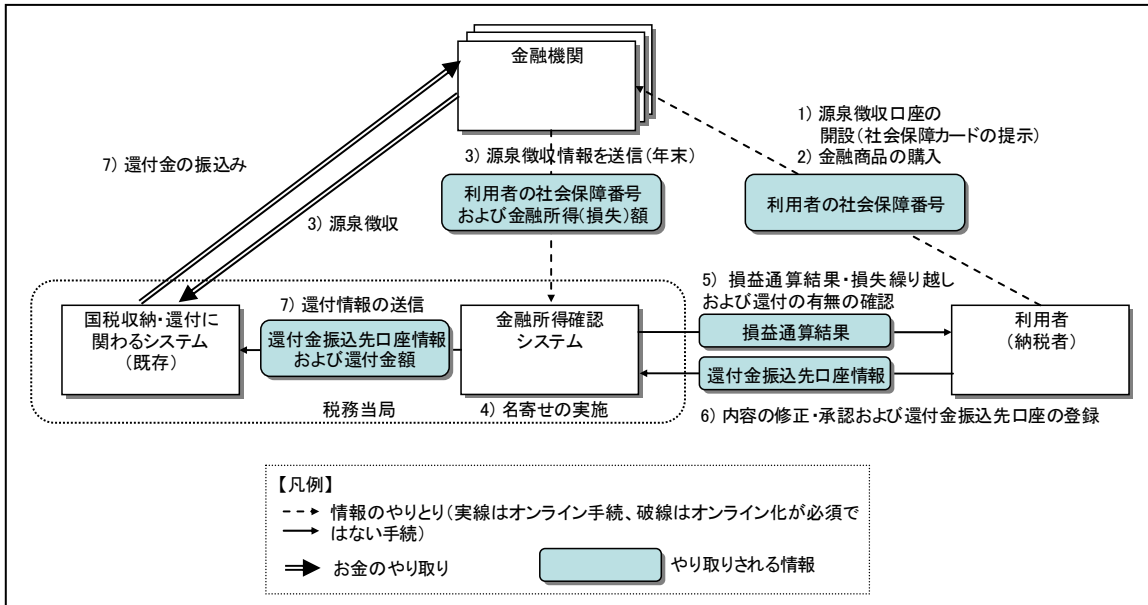 金融機関
1) 源泉徴収口座の
開設(社会保障カードの提示)
2) 金融商品の購入
7) 還付金の振込み
3) 源泉徴収情報を送信(年末)
利用者の社会保障番号
および金融所得(損失)額
利用者の社会保障番号
3) 源泉徴収
5) 損益通算結果・損失繰り越し
および還付の有無の確認
7) 還付情報の送信
国税収納・還付に
関わるシステム
(既存)
還付金振込先口座情報
および還付金額
金融所得確認
システム
損益通算結果
利用者
(納税者)
還付金振込先口座情報
税務当局
4) 名寄せの実施
6) 内容の修正・承認および還付金振込先口座の登録
【凡例】
情報のやりとり(実線はオンライン手続、破線はオンライン化が必須で
はない手続)
お金のやり取り
やり取りされる情報